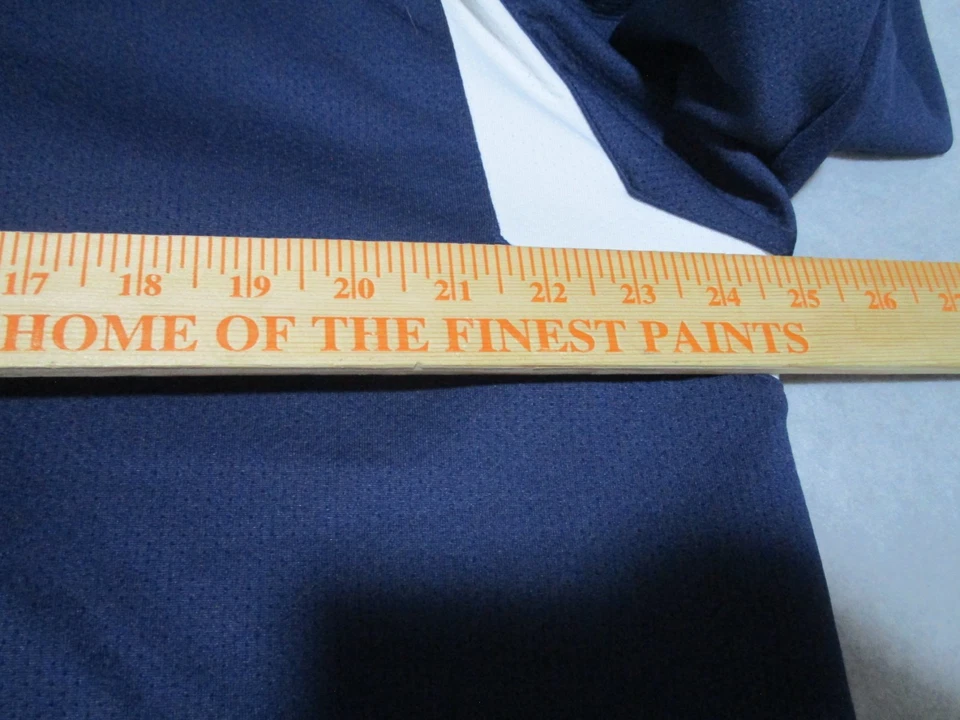 17 18 19 20 21 22 23 24 25 26 27
HOME OF THE FINEST PAINTS